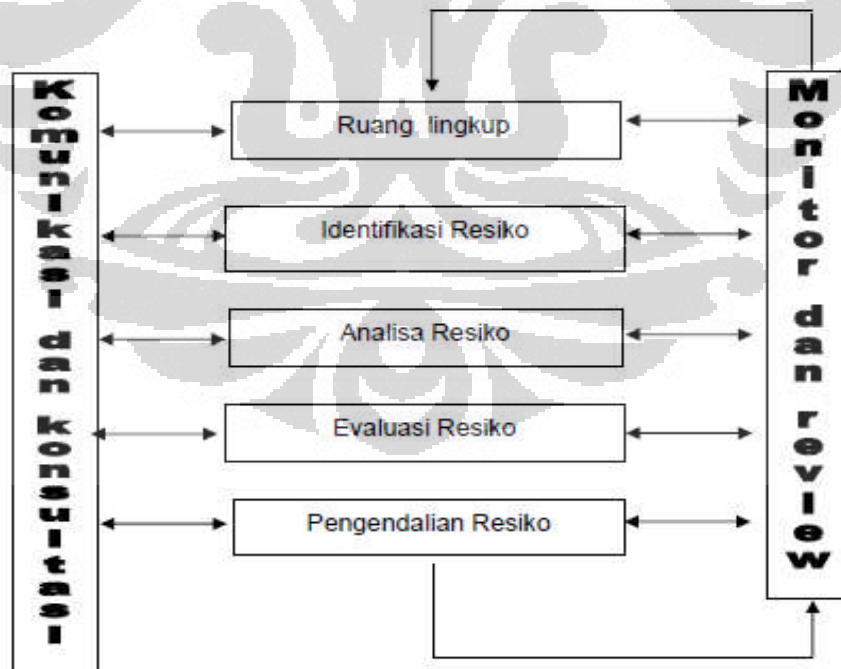 Komunikasi dan konsultasi
Ruang lingkup
Identifikasi Resiko
Analisa Resiko
Evaluasi Resiko
Pengendalian Resiko
Monitor dan review